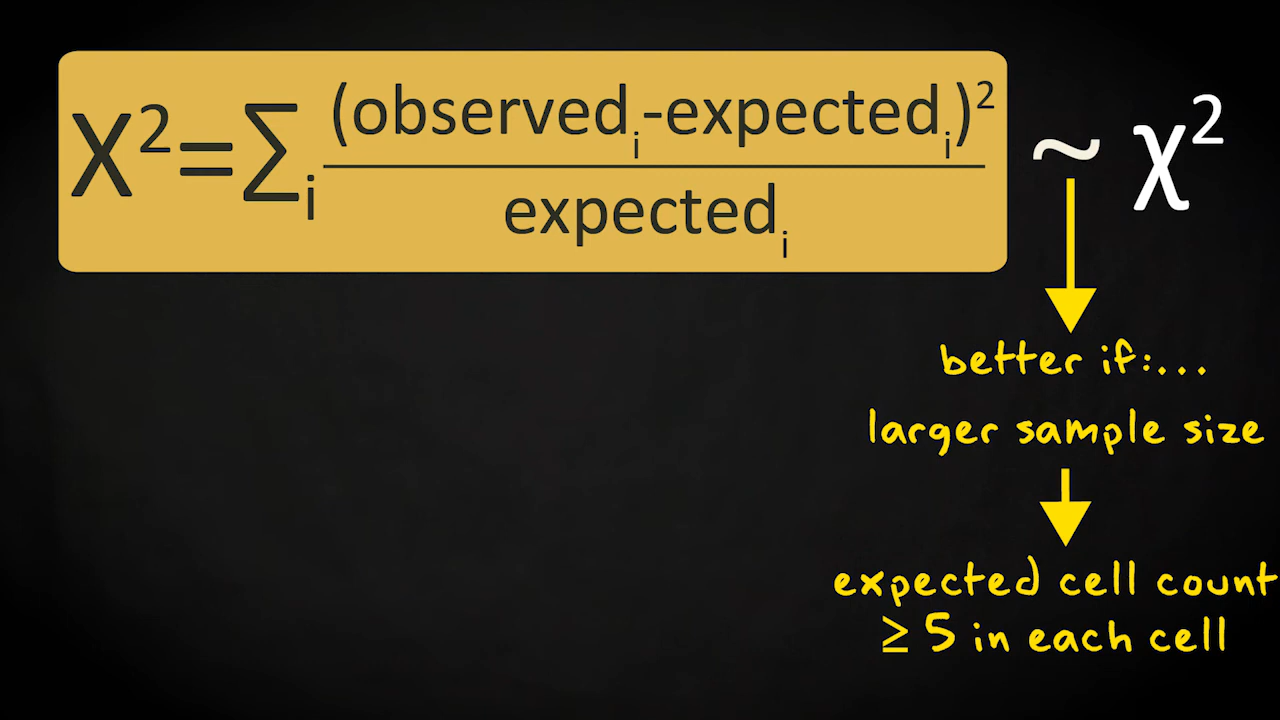 X²=∑ᵢ (observedᵢ-expectedᵢ)² / expectedᵢ ~ χ²
better if:...
larger sample size
expected cell count
≥ 5 in each cell